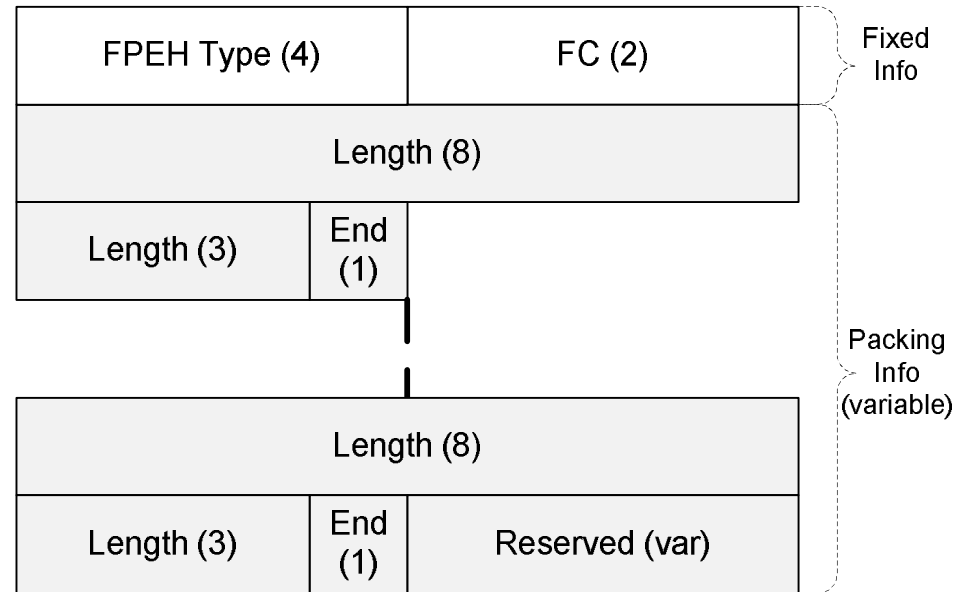 FPEH Type (4)
FC (2)
Fixed
Info
Length (8)
Length (3)
End
(1)
Packing
Info
(variable)
Length (8)
Length (3)
End
(1)
Reserved (var)